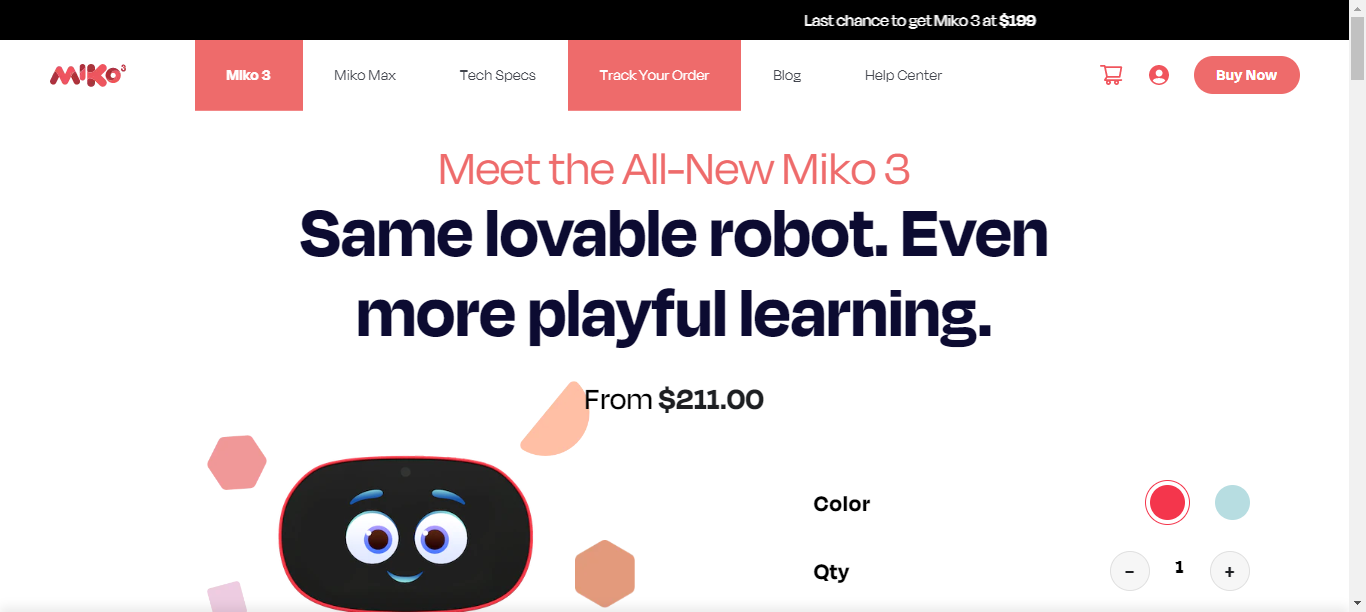 Last chance to get Miko 3 at $199
MIKO 3
Miko 3
Miko Max
Tech Specs
Track Your Order
Blog
Help Center
Buy Now
Meet the All-New Miko 3
Same lovable robot. Even
more playful learning.
From $211.00
Color
Qty
- 1 +